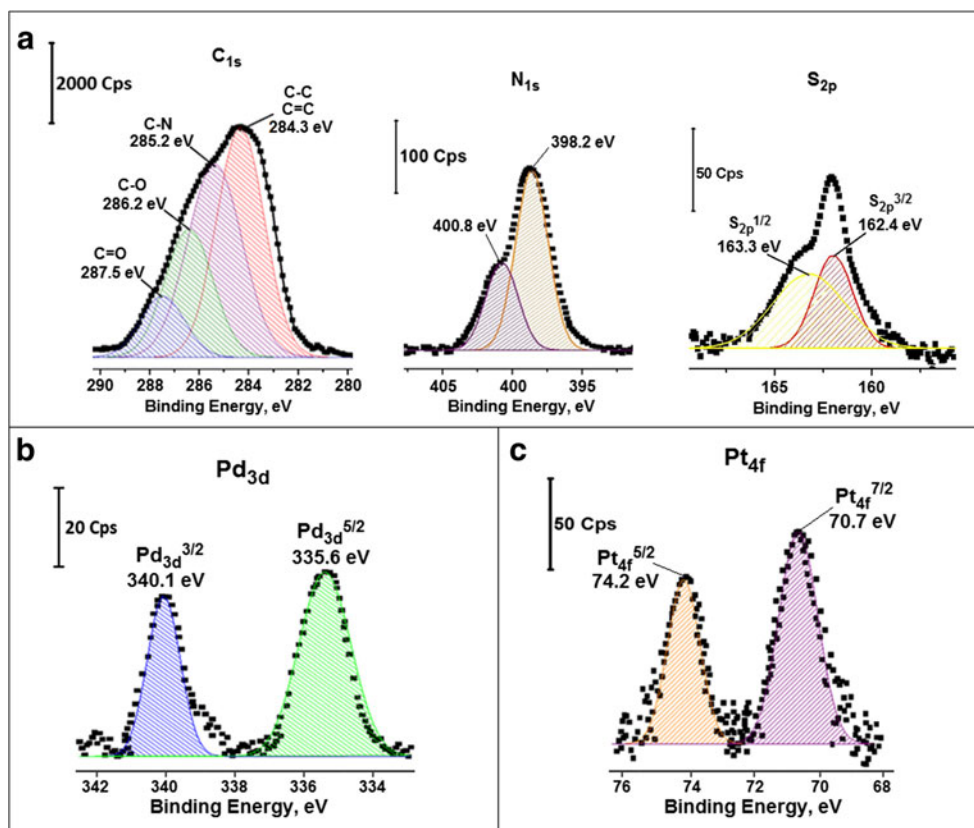 a
C1s
2000 Cps
C-C
C=C
284.3 eV
C-N
285.2 eV
C-O
286.2 eV
C=O
287.5 eV
290 288 286 284 282 280
Binding Energy, eV
N1s
100 Cps
398.2 eV
400.8 eV
405 400 395
Binding Energy, eV
S2p
50 Cps
S2p1/2
163.3 eV
S2p3/2
162.4 eV
165 160
Binding Energy, eV
b
Pd3d
20 Cps
Pd3d3/2
340.1 eV
Pd3d5/2
335.6 eV
342 340 338 336 334
Binding Energy, eV
c
Pt4f
50 Cps
Pt4f5/2
74.2 eV
Pt4f7/2
70.7 eV
76 74 72 70 68
Binding Energy, eV